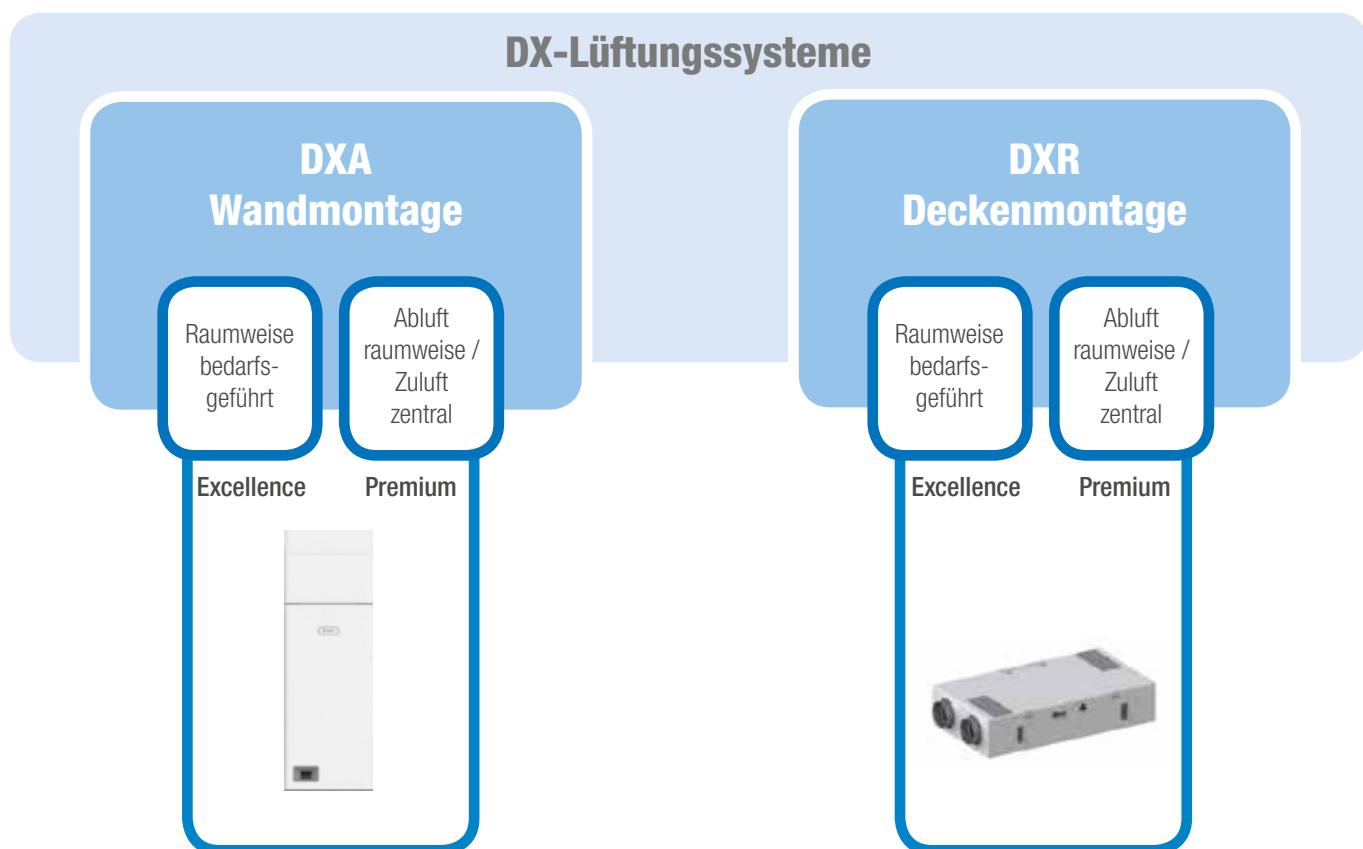 DX-Lüftungssysteme
DXA
Wandmontage
Raumweise
bedarfs-
geführt
Abluft
raumweise /
Zuluft
zentral
Excellence
Premium
DXR
Deckenmontage
Raumweise
bedarfs-
geführt
Abluft
raumweise /
Zuluft
zentral
Excellence
Premium